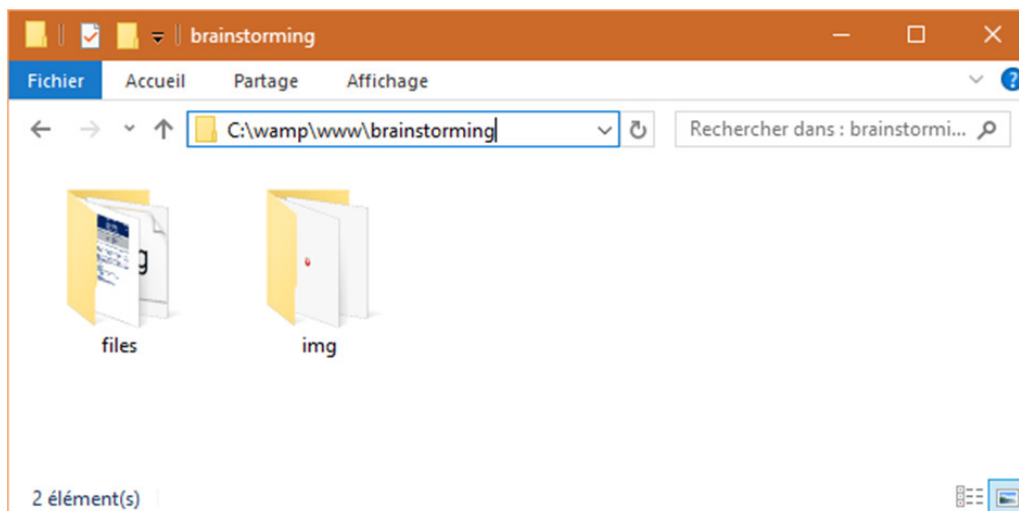 brainstorming
Fichier Accueil Partage Affichage ?
C:\wamp\www\brainstorming Rechercher dans : brainstormi...
g
files img
2 élément(s)